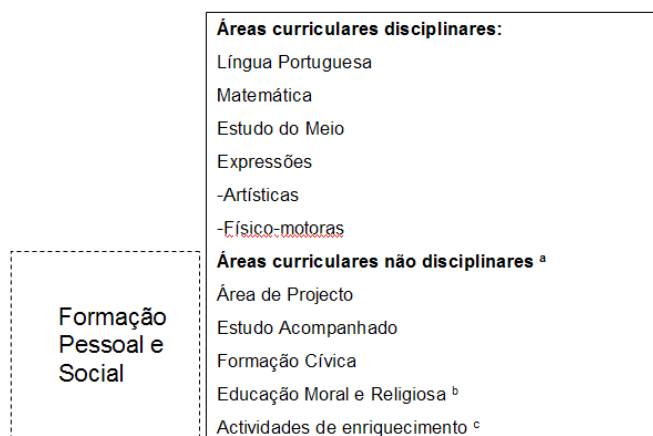 Áreas curriculares disciplinares:
Língua Portuguesa
Matemática
Estudo do Meio
Expressões
-Artísticas
-Físico-motoras
Áreas curriculares não disciplinares ᵃ
Área de Projecto
Estudo Acompanhado
Formação Cívica
Educação Moral e Religiosa ᵇ
Actividades de enriquecimento ᶜ
Formação
Pessoal e
Social